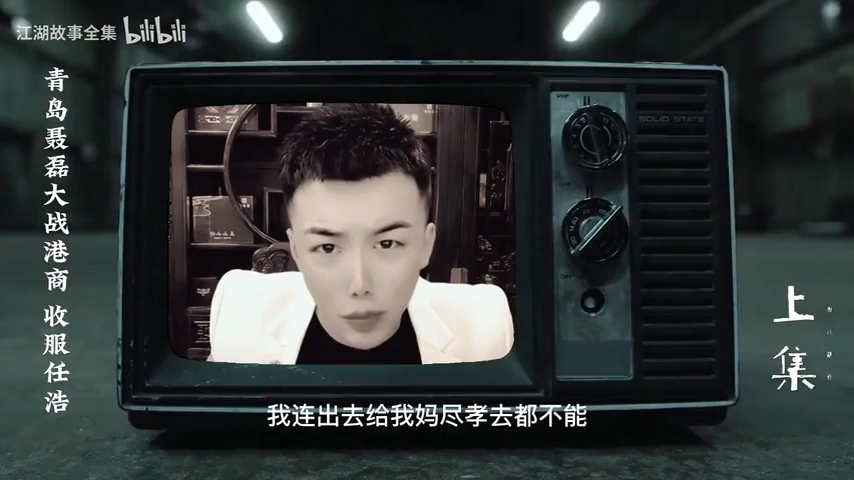 江湖故事全集 bilibili
青岛聂磊大战港商 收服任浩
SOLID STATE
上集
我连出去给我妈尽孝去都不能